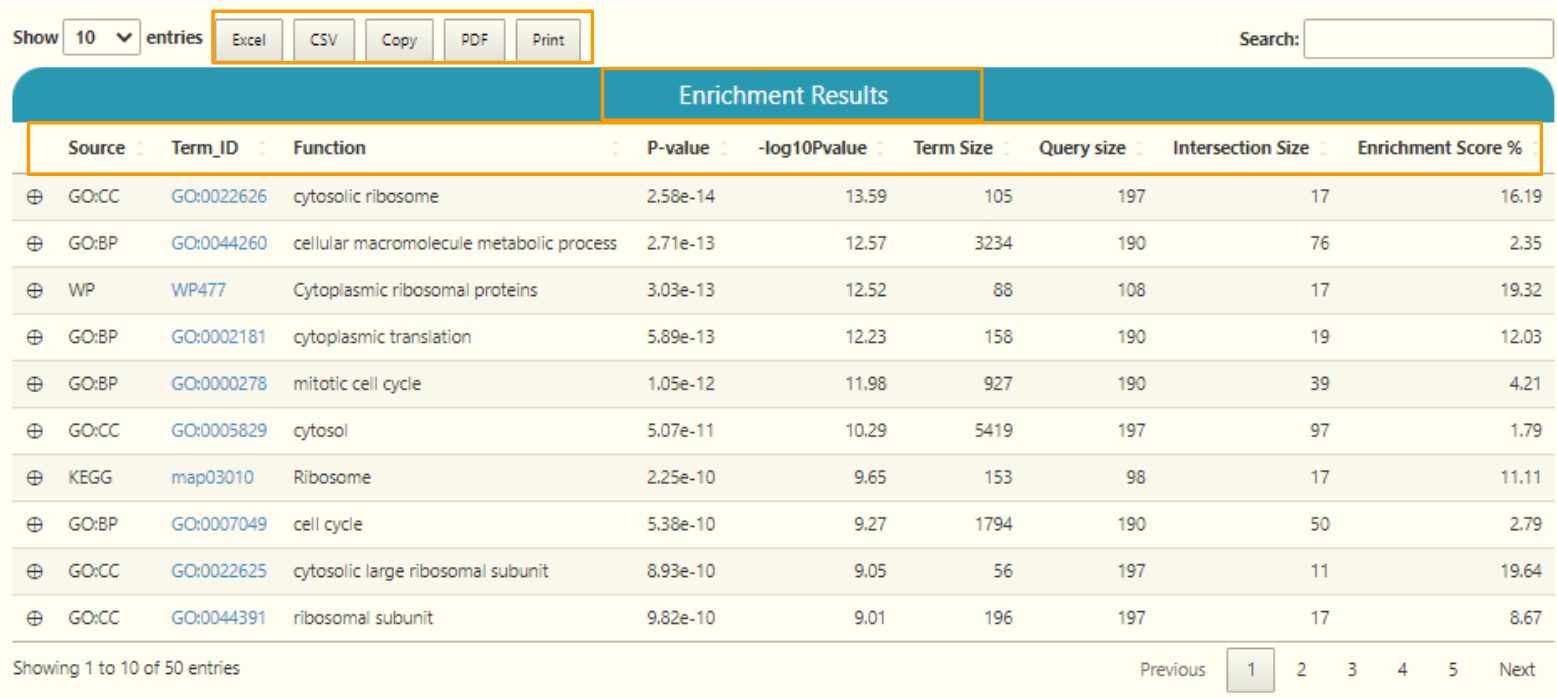 Show 10 entries Excel CSV Copy PDF Print Search:
Enrichment Results
Source Term_ID Function P-value -log10Pvalue Term Size Query size Intersection Size Enrichment Score %
GO:CC GO:0022626 cytosolic ribosome 2.58e-14 13.59 105 197 17 16.19
GO:BP GO:0044260 cellular macromolecule metabolic process 2.71e-13 12.57 3234 190 76 2.35
WP WP477 Cytoplasmic ribosomal proteins 3.03e-13 12.52 88 108 17 19.32
GO:BP GO:0002181 cytoplasmic translation 5.89e-13 12.23 158 190 19 12.03
GO:BP GO:0000278 mitotic cell cycle 1.05e-12 11.98 927 190 39 4.21
GO:CC GO:0005829 cytosol 5.07e-11 10.29 5419 197 97 1.79
KEGG map03010 Ribosome 2.25e-10 9.65 153 98 17 11.11
GO:BP GO:0007049 cell cycle 5.38e-10 9.27 1794 190 50 2.79
GO:CC GO:0022625 cytosolic large ribosomal subunit 8.93e-10 9.05 56 197 11 19.64
GO:CC GO:0044391 ribosomal subunit 9.82e-10 9.01 196 197 17 8.67
Showing 1 to 10 of 50 entries Previous 1 2 3 4 5 Next